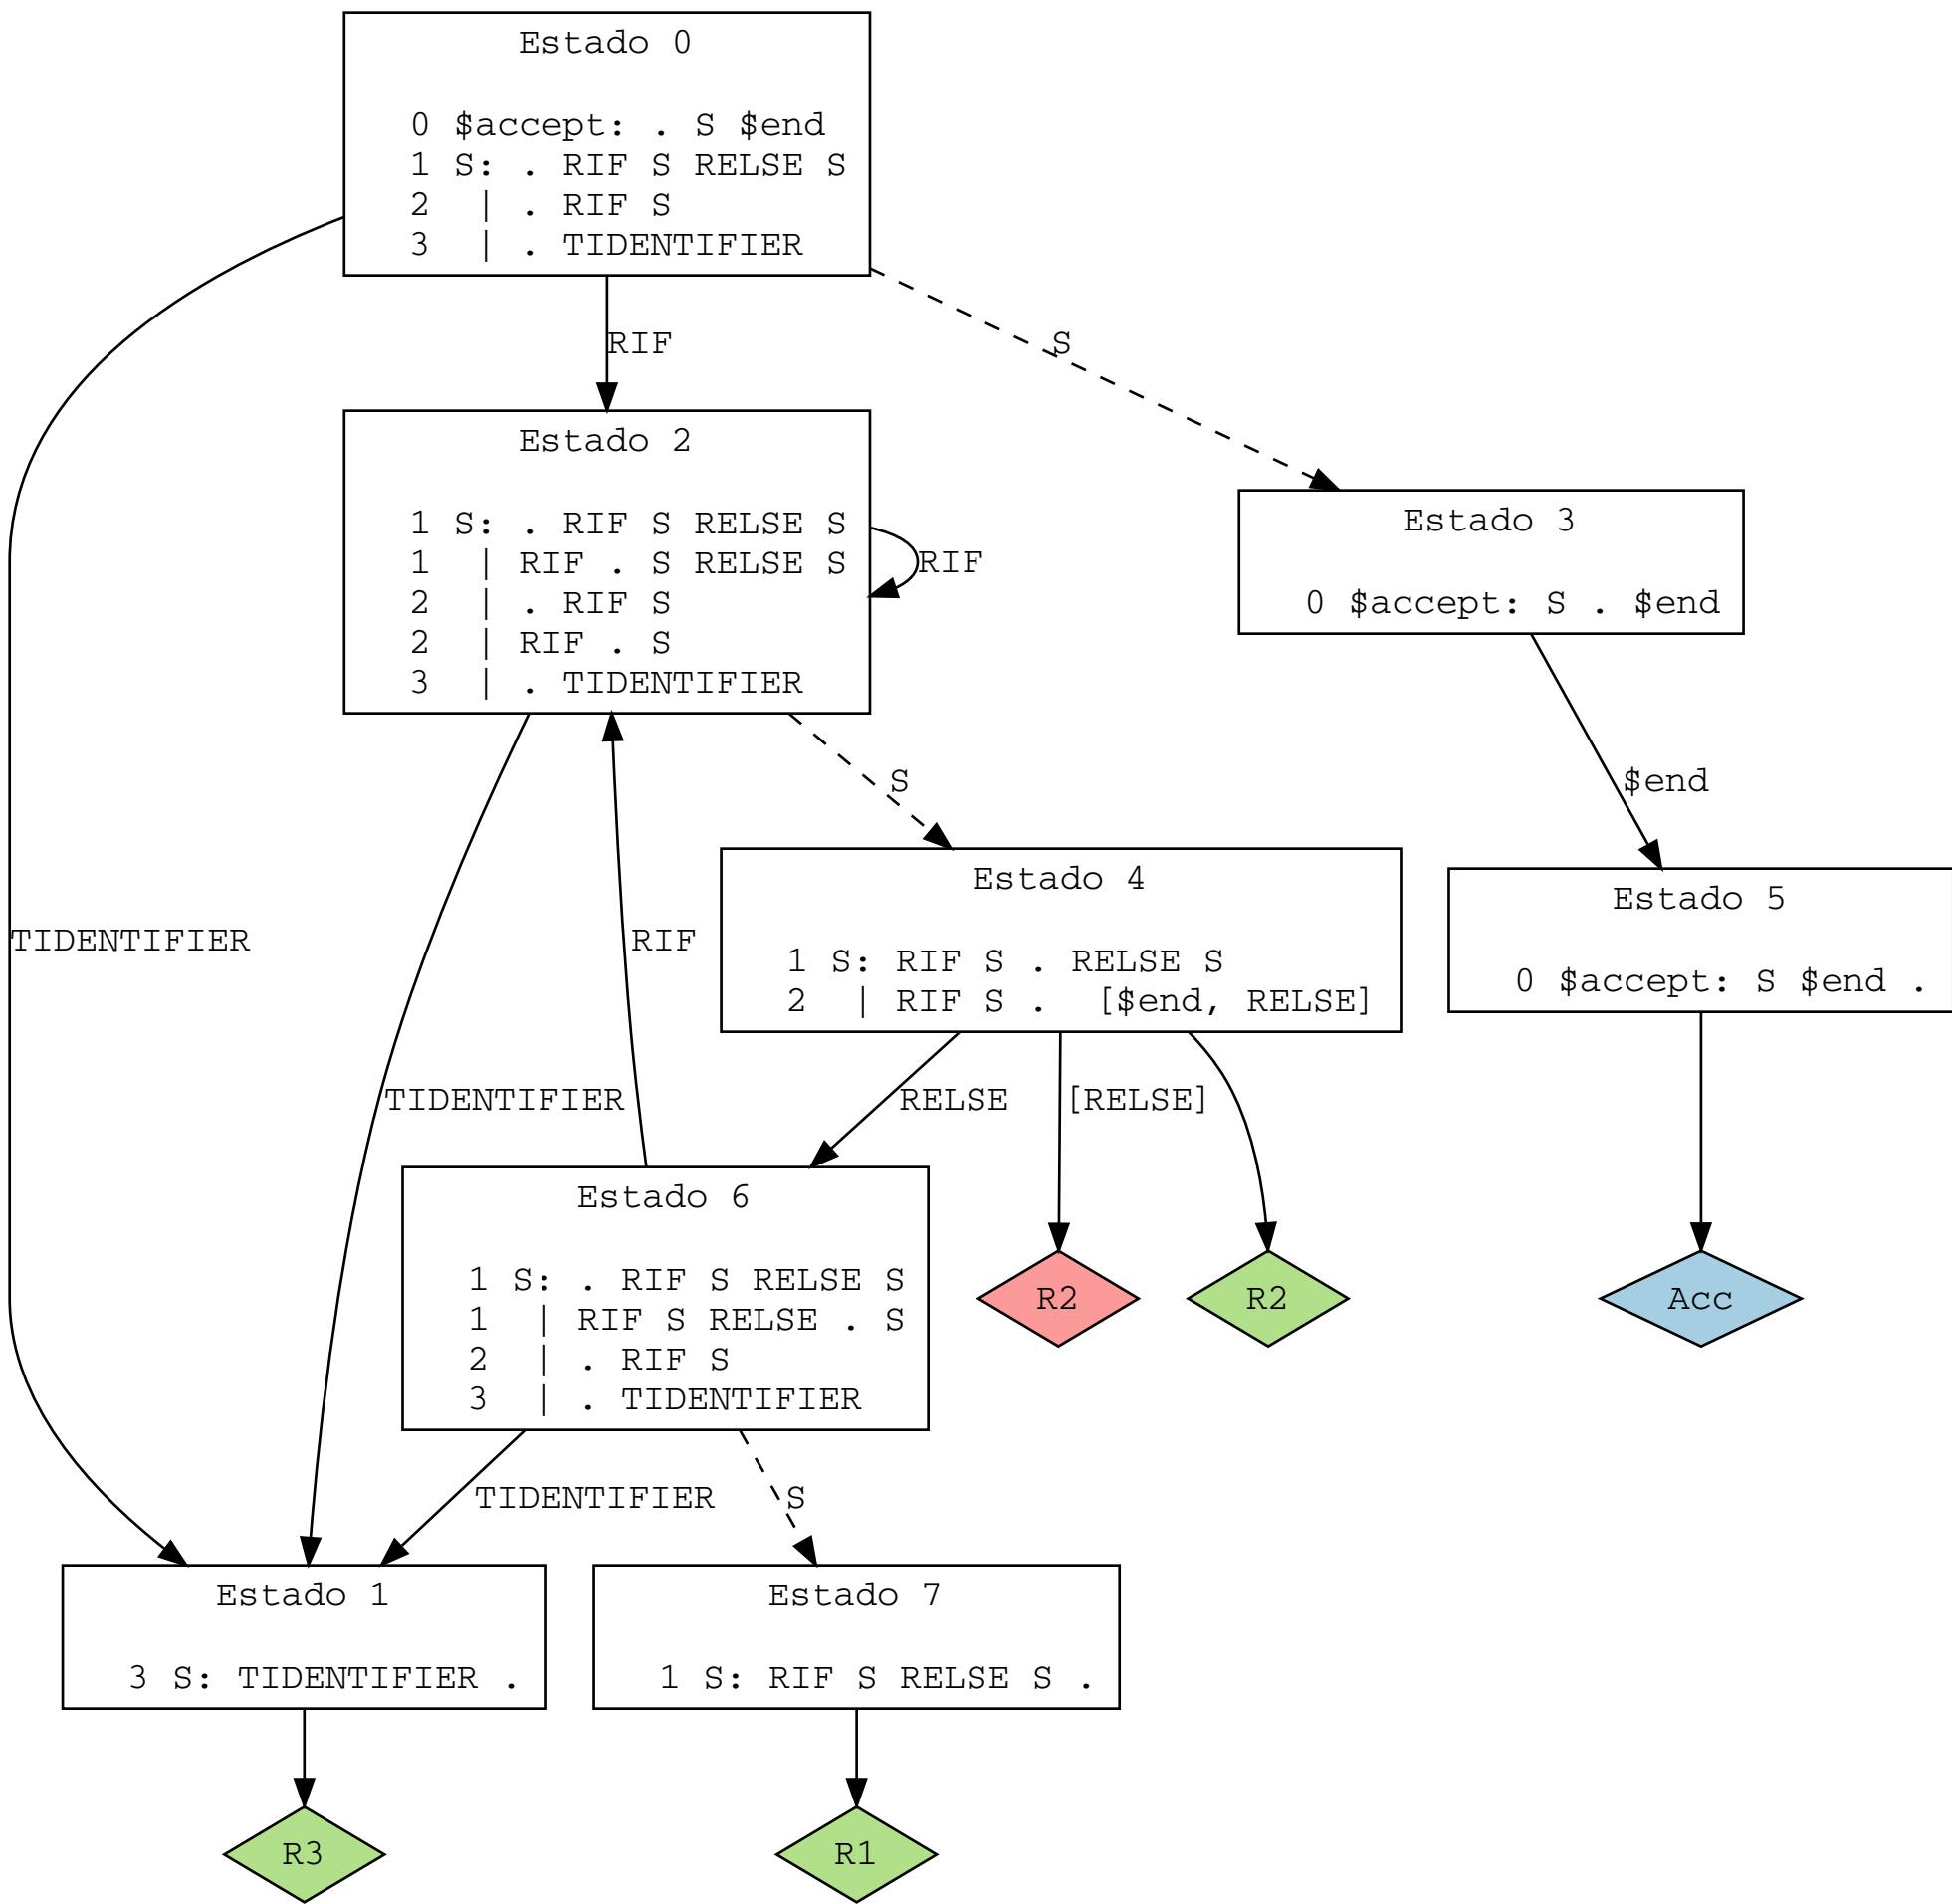 Estado 0
0 $accept: . S $end
1 S: . RIF S RELSE S
2 | . RIF S
3 | . TIDENTIFIER
RIF
S
Estado 2
1 S: . RIF S RELSE S
1 | RIF . S RELSE S
2 | . RIF S
2 | RIF . S
3 | . TIDENTIFIER
RIF
Estado 3
0 $accept: S . $end
S
$end
TIDENTIFIER
RIF
Estado 4
1 S: RIF S . RELSE S
2 | RIF S . [$end, RELSE]
Estado 5
0 $accept: S $end .
TIDENTIFIER
RELSE
[RELSE]
Estado 6
1 S: . RIF S RELSE S
1 | RIF S RELSE . S
2 | . RIF S
3 | . TIDENTIFIER
R2
R2
Acc
TIDENTIFIER
S
Estado 1
3 S: TIDENTIFIER .
Estado 7
1 S: RIF S RELSE S .
R3
R1